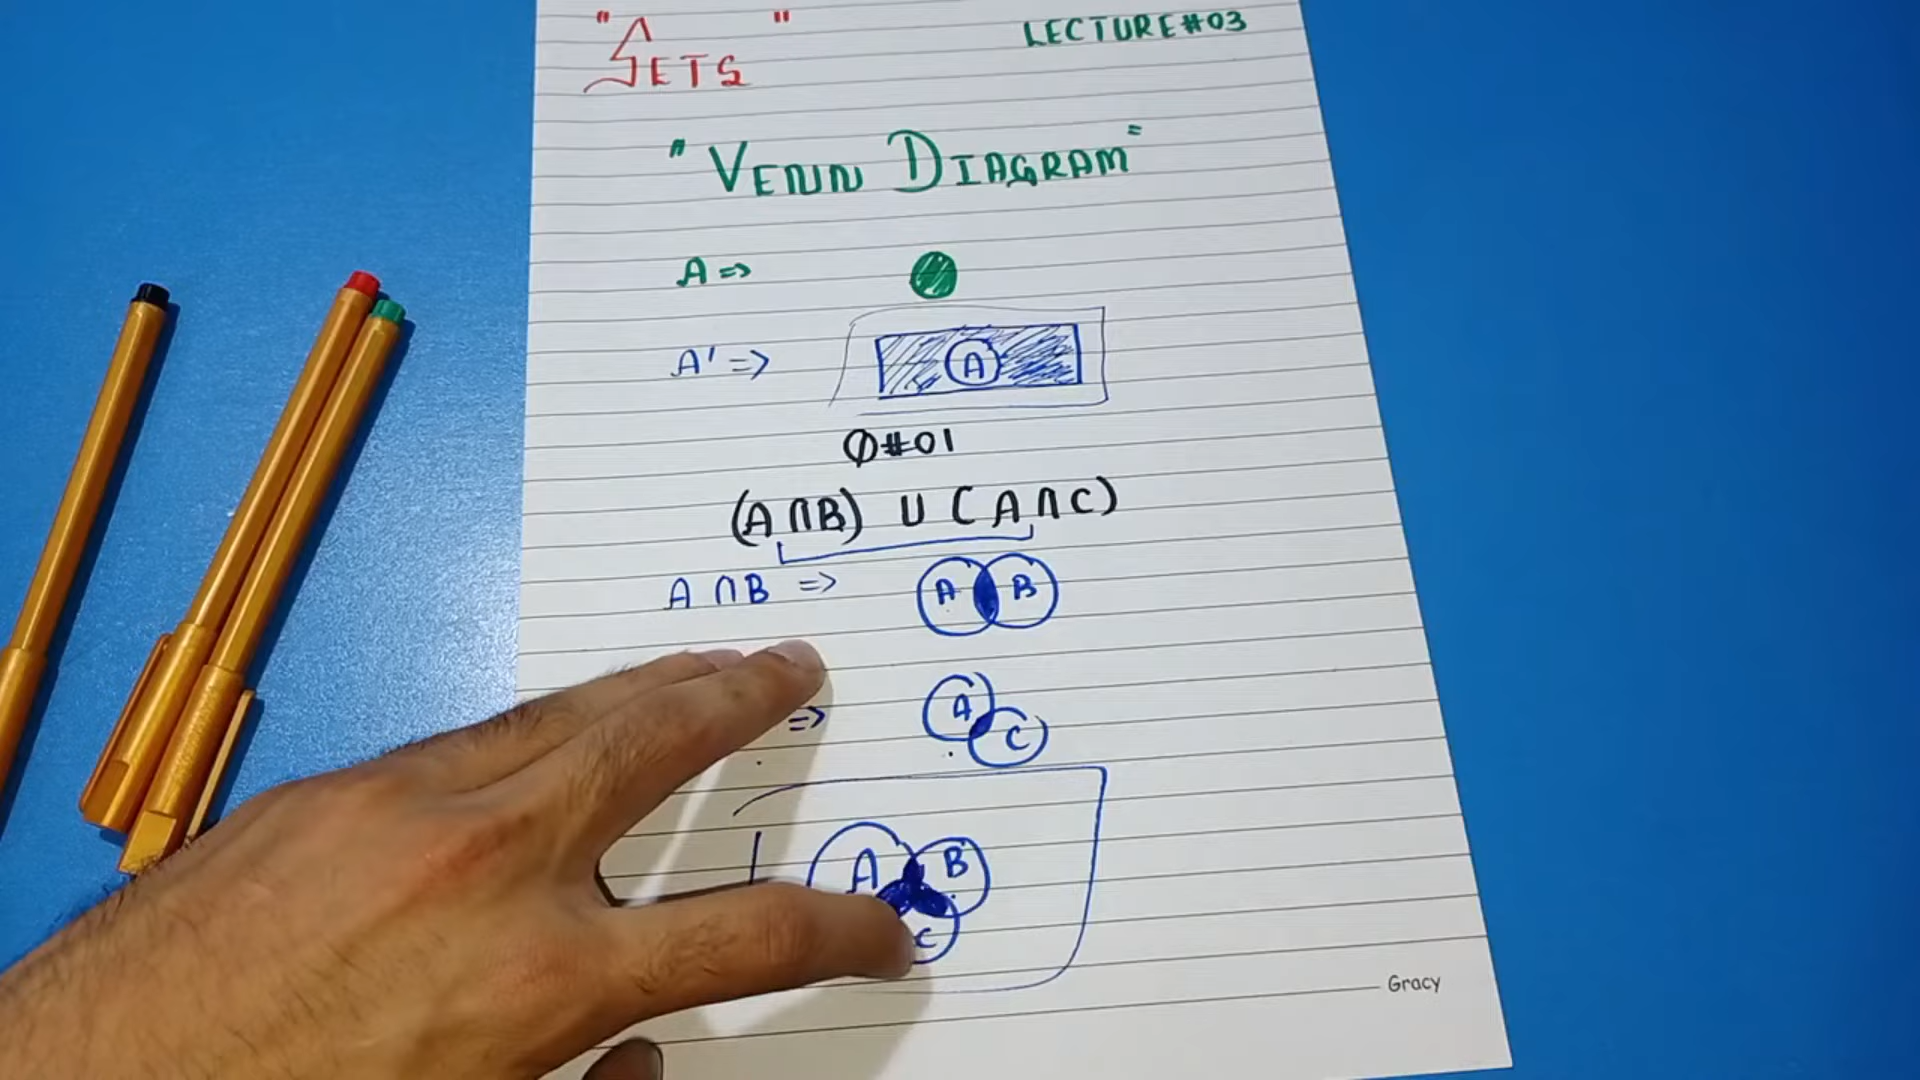 "SETS"
LECTURE#03
"VENN DIAGRAM"
A =>
A' => A
Q#01
(A∩B) ∪ (A∩C)
A∩B => A B
=> A C
A B
C
Gracy